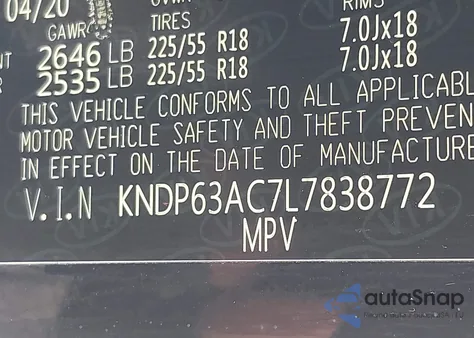 04/20
GAWR
TIRES
RIMS
NT 2646 LB 225/55 R18 7.0Jx18
R 2535 LB 225/55 R18 7.0Jx18
THIS VEHICLE CONFORMS TO ALL APPLICABL
MOTOR VEHICLE SAFETY AND THEFT PREVEN
IN EFFECT ON THE DATE OF MANUFACTURE
V.I.N KNDP63AC7L7838772
MPV
autoSnap